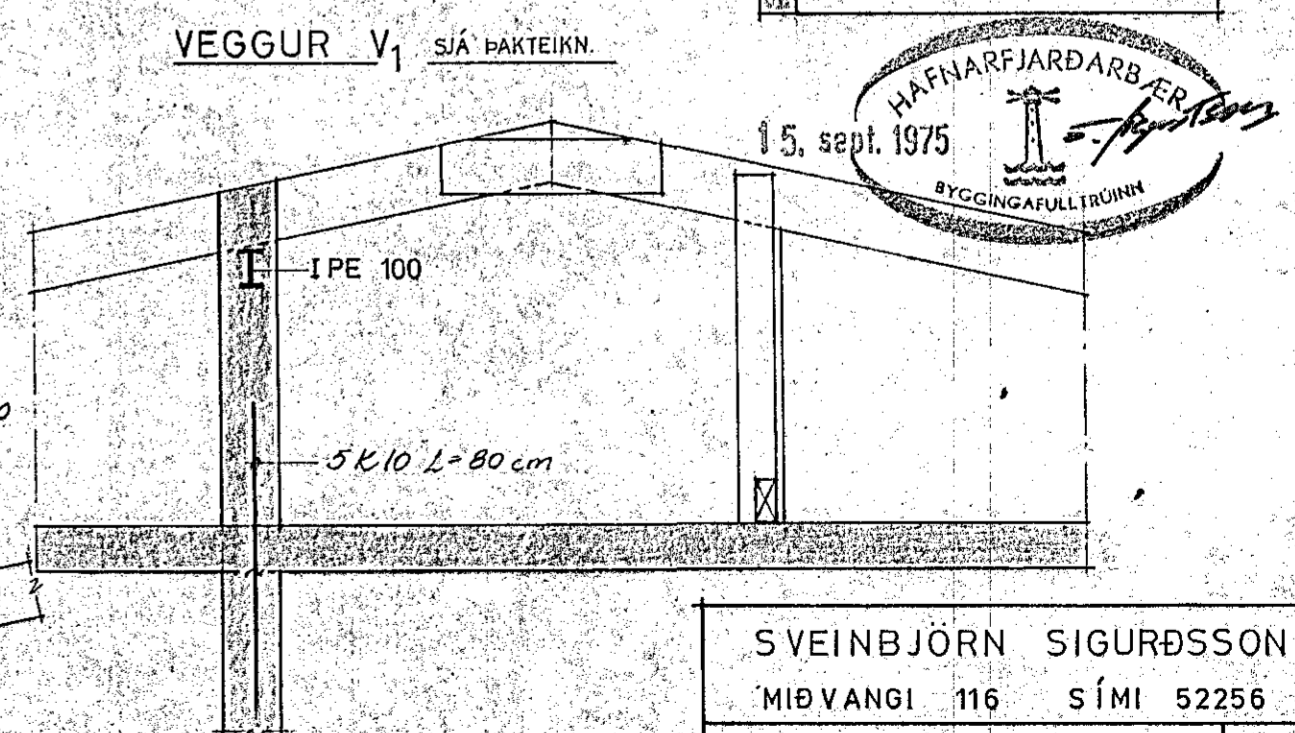 VEGGUR V1 SJÁ ÞAKTEIKN.
HAFNARFJARÐARBÆR
15. sept. 1975
BYGGINGAFULLTRÚINN
IPE 100
5K10 L=80 cm
SVEINBJÖRN SIGURÐSSON
MIÐVANGI 116 SÍMI 52256